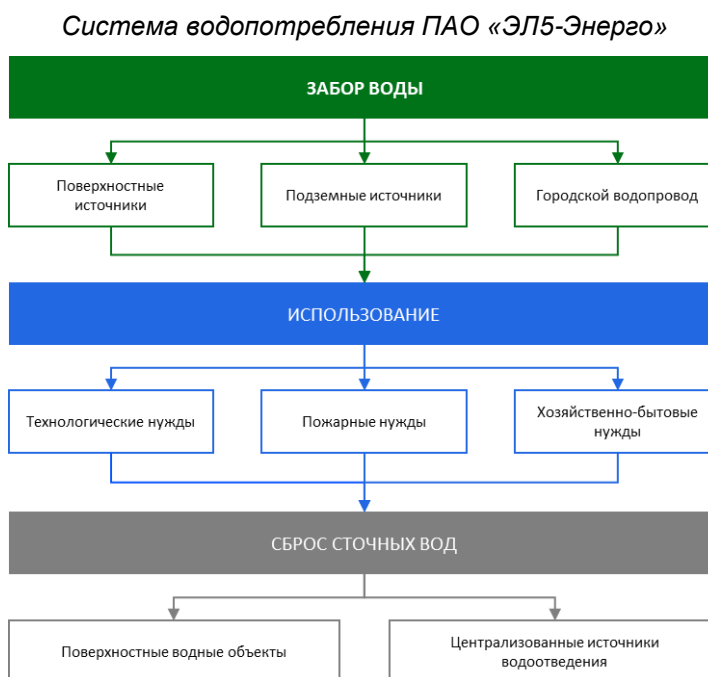 Система водопотребления ПАО «ЭЛ5-Энерго»
ЗАБОР ВОДЫ
Поверхностные
источники
Подземные источники
Городской водопровод
ИСПОЛЬЗОВАНИЕ
Технологические нужды
Пожарные нужды
Хозяйственно-бытовые
нужды
СБРОС СТОЧНЫХ ВОД
Поверхностные водные объекты
Централизованные источники
водоотведения